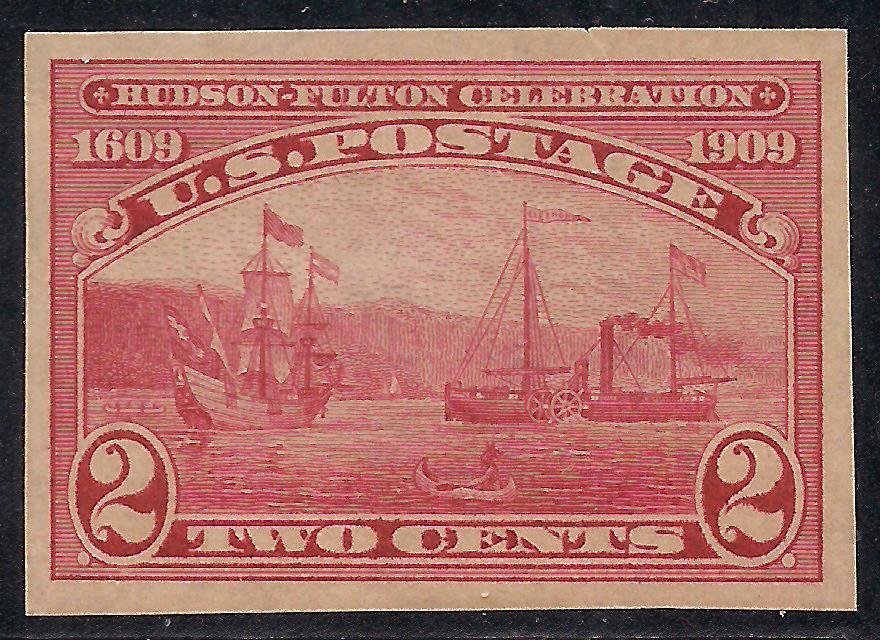 HUDSON-FULTON CELEBRATION
1609 1909
U.S. POSTAGE
2 TWO CENTS 2